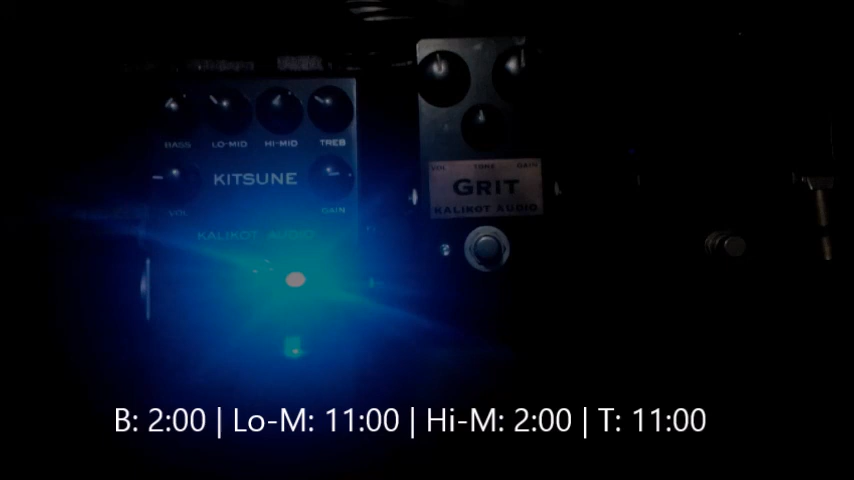 BASS LO-MID HI-MID TREB
KITSUNE
VOL GAIN
KALIKOT AUDIO
VOL TONE GAIN
GRIT
KALIKOT AUDIO
B: 2:00 | Lo-M: 11:00 | Hi-M: 2:00 | T: 11:00